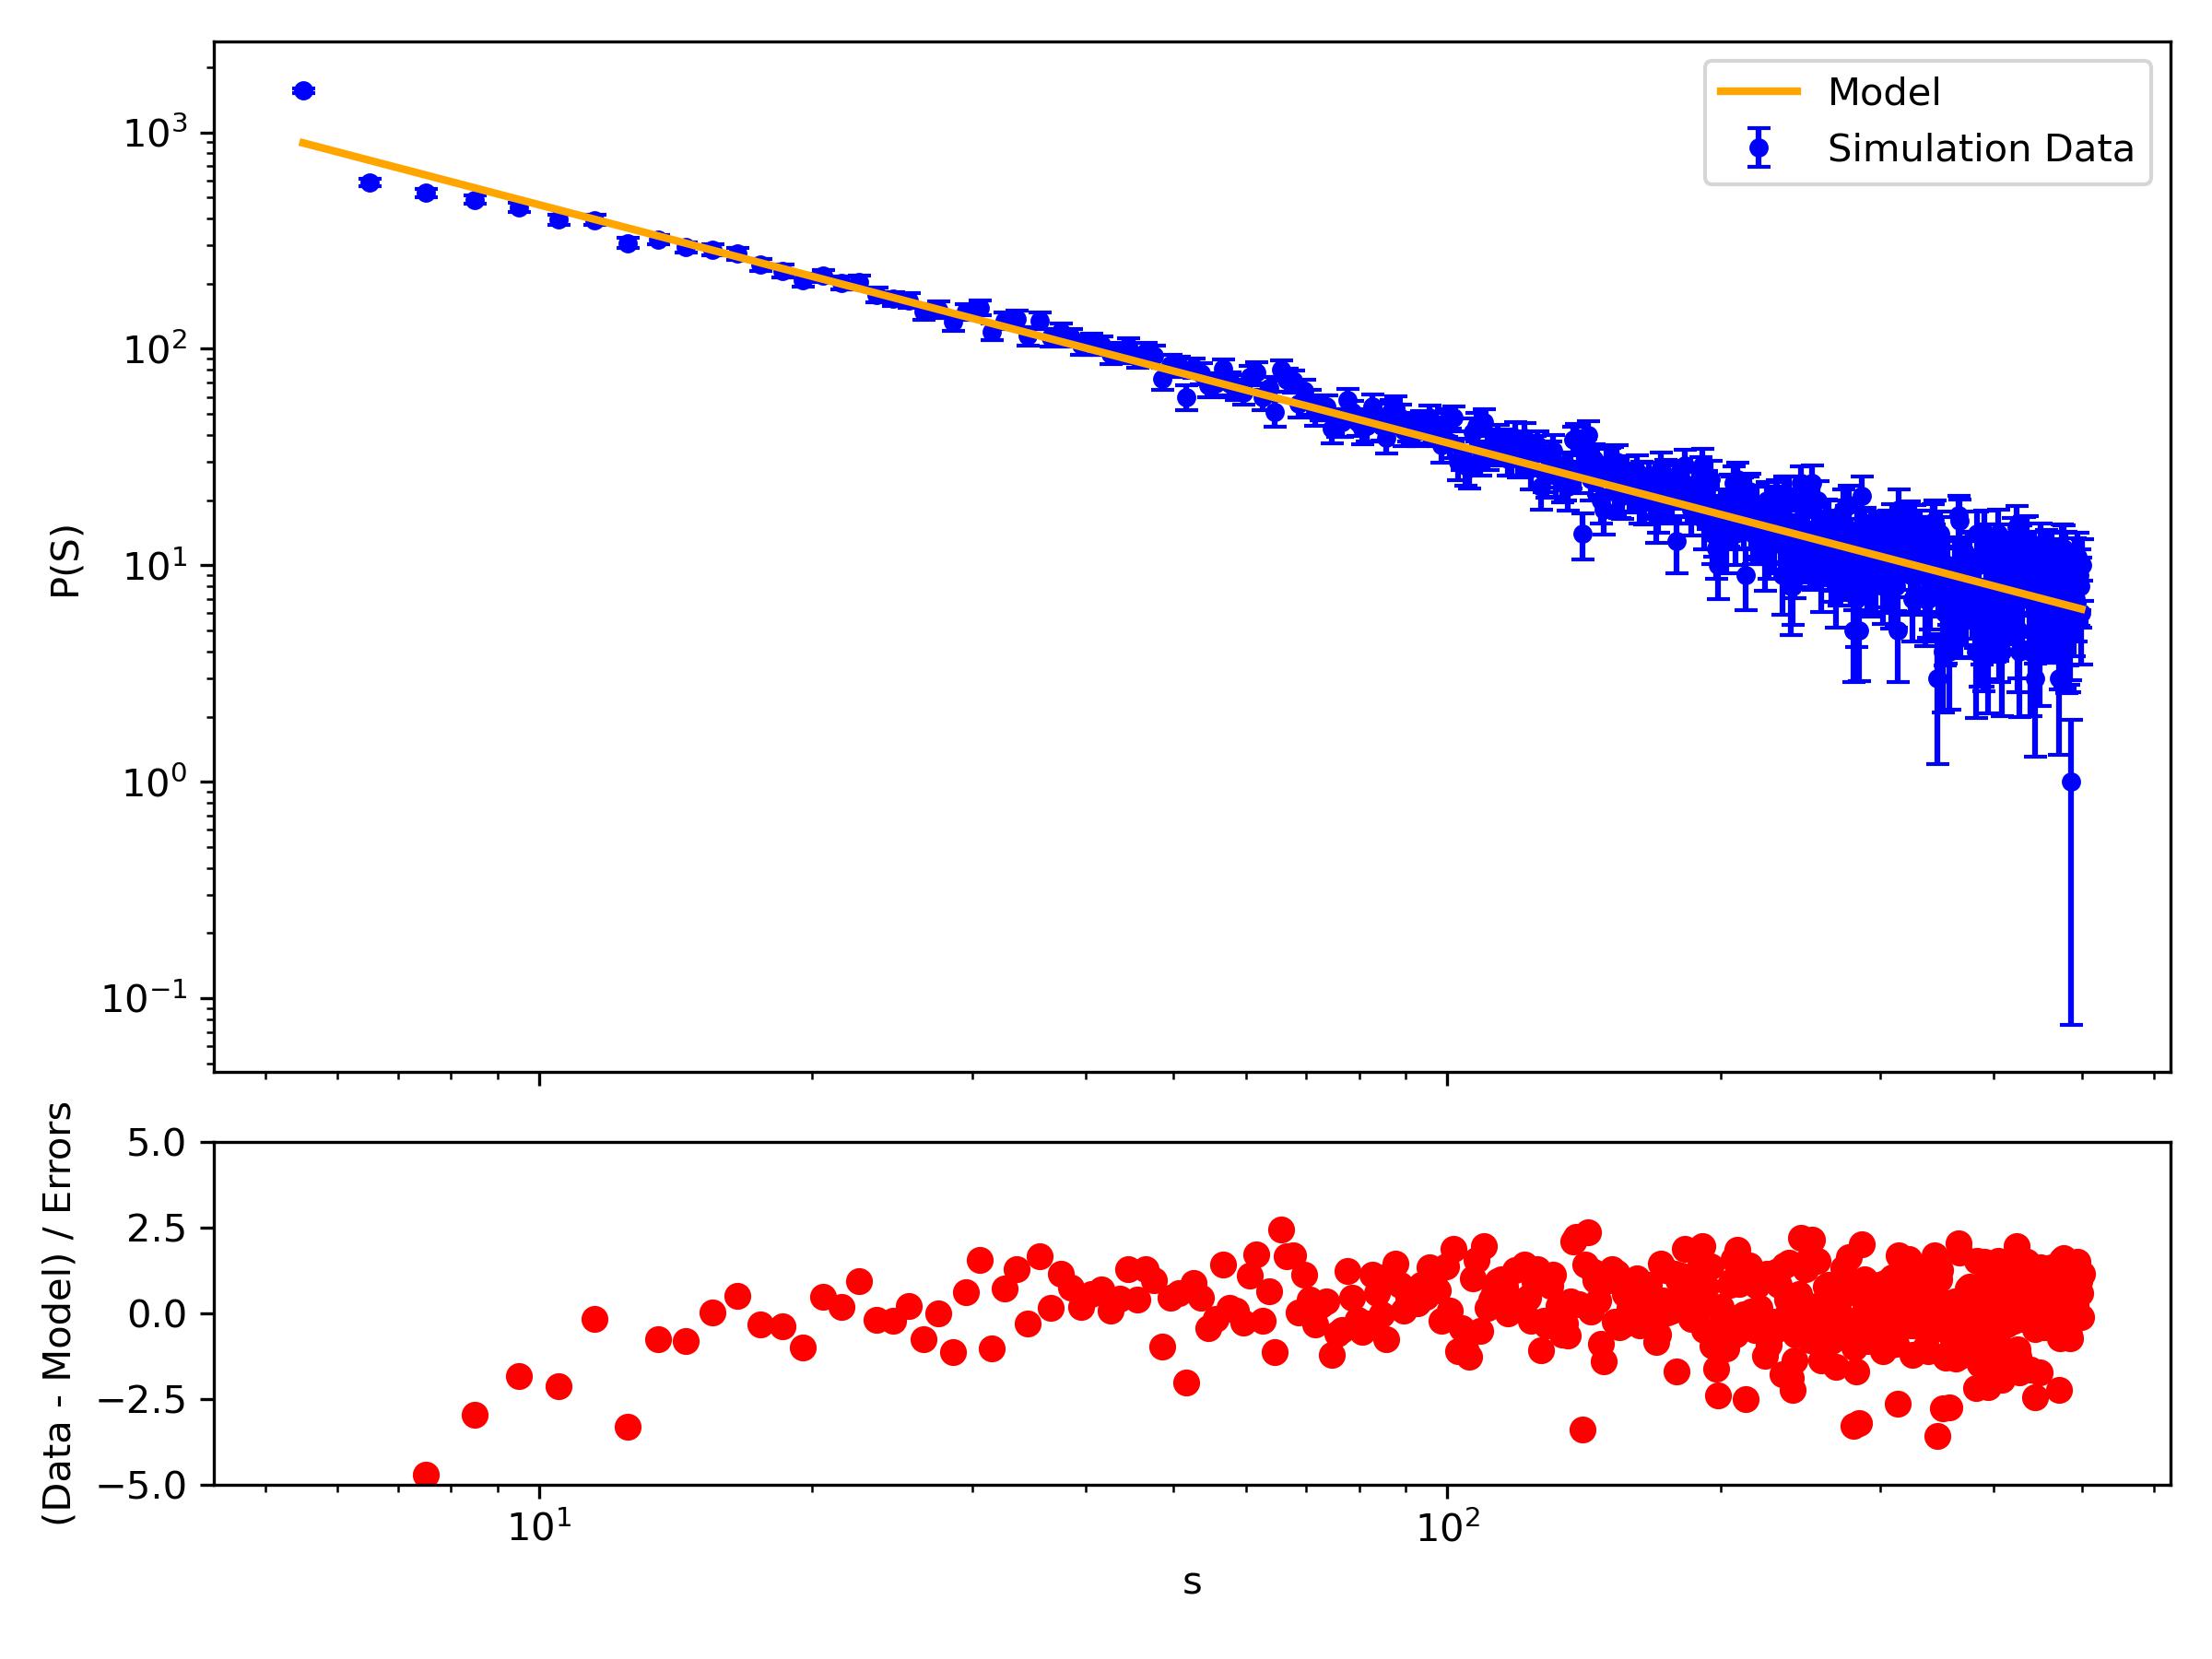 Model
Simulation Data
10³
10²
10¹
10⁰
10⁻¹
P(S)
5.0
2.5
0.0
−2.5
−5.0
(Data - Model) / Errors
10¹
10²
s